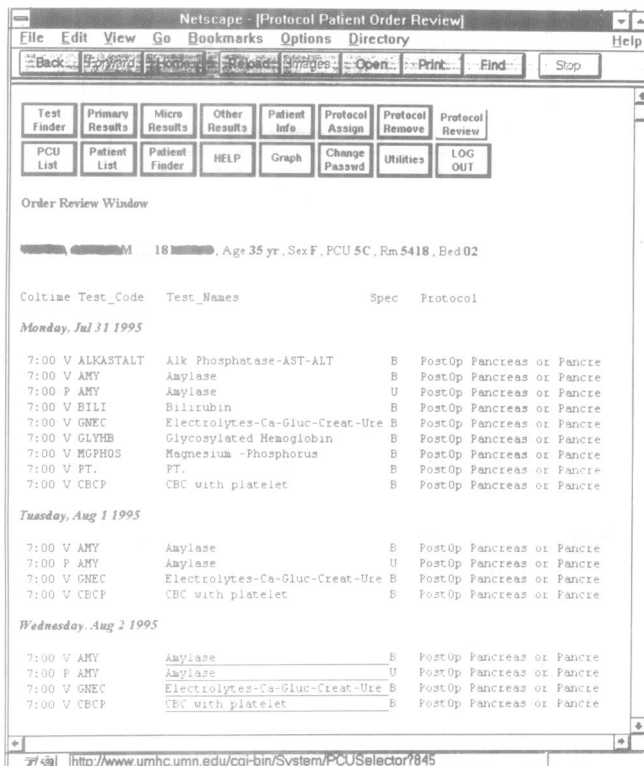 Netscape - [Protocol Patient Order Review]
File Edit View Go Bookmarks Options Directory Help
Back Forward Home Reload Images Open Print Find Stop
Test Finder Primary Results Micro Results Other Results Patient Info Protocol Assign Protocol Remove Protocol Review
PCU List Patient List Patient Finder HELP Graph Change Passwd Utilities LOG OUT
Order Review Window
M 18 , Age 35 yr , Sex F , PCU 5C , Rm 5418 , Bed 02
Coltime Test_Code Test_Names Spec Protocol
Monday, Jul 31 1995
7:00 V ALKASTALT Alk Phosphatase-AST-ALT B PostOp Pancreas or Pancre
7:00 V AMY Amylase B PostOp Pancreas or Pancre
7:00 P AMY Amylase U PostOp Pancreas or Pancre
7:00 V BILI Bilirubin B PostOp Pancreas or Pancre
7:00 V GNEC Electrolytes-Ca-Gluc-Creat-Ure B PostOp Pancreas or Pancre
7:00 V GLYHB Glycosylated Hemoglobin B PostOp Pancreas or Pancre
7:00 V MGPHOS Magnesium -Phosphorus B PostOp Pancreas or Pancre
7:00 V PT. PT. B PostOp Pancreas or Pancre
7:00 V CBCP CBC with platelet B PostOp Pancreas or Pancre
Tuesday, Aug 1 1995
7:00 V AMY Amylase B PostOp Pancreas or Pancre
7:00 P AMY Amylase U PostOp Pancreas or Pancre
7:00 V GNEC Electrolytes-Ca-Gluc-Creat-Ure B PostOp Pancreas or Pancre
7:00 V CBCP CBC with platelet B PostOp Pancreas or Pancre
Wednesday, Aug 2 1995
7:00 V AMY Amylase B PostOp Pancreas or Pancre
7:00 P AMY Amylase U PostOp Pancreas or Pancre
7:00 V GNEC Electrolytes-Ca-Gluc-Creat-Ure B PostOp Pancreas or Pancre
7:00 V CBCP CBC with platelet B PostOp Pancreas or Pancre
http://www.umhc.umn.edu/cgi-bin/System/PCUSelector?845